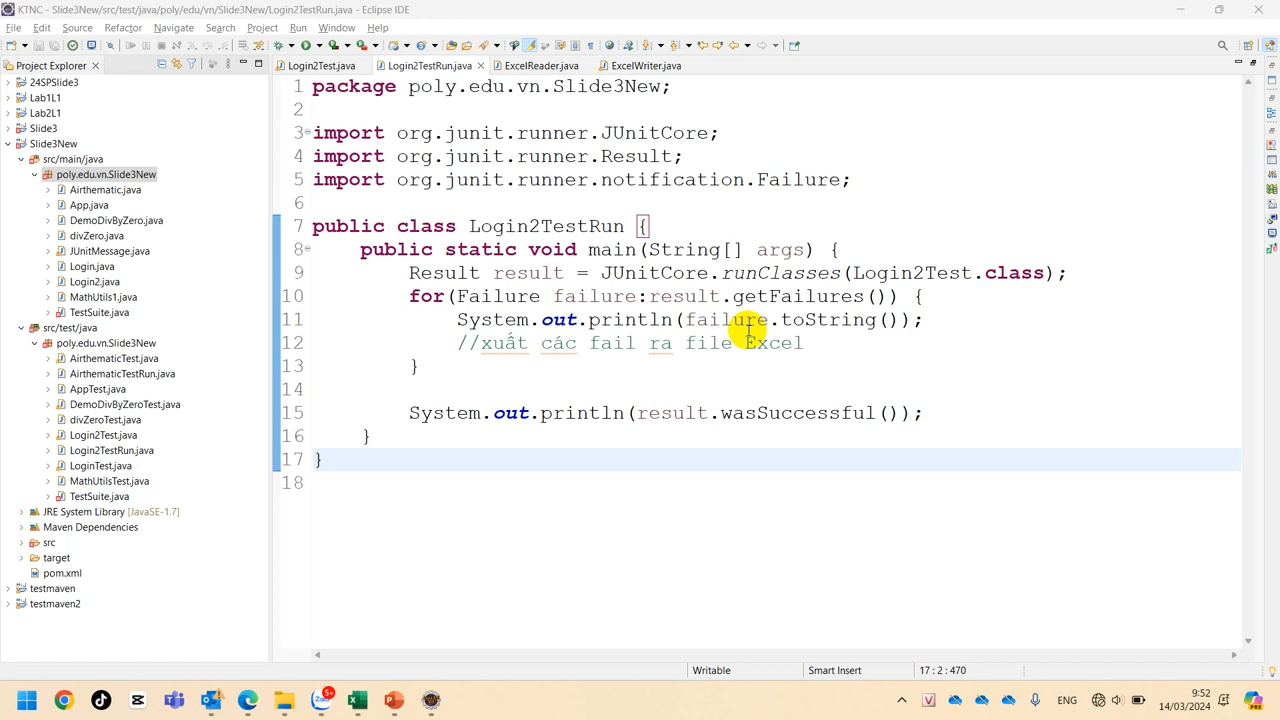 KTNC - Slide3New/src/test/java/poly/edu/vn/Slide3New/Login2TestRun.java - Eclipse IDE
File Edit Source Refactor Navigate Search Project Run Window Help
Project Explorer
Login2Test.java
Login2TestRun.java
ExcelReader.java
ExcelWriter.java
24SPSlide3
Lab1L1
Lab2L1
Slide3
Slide3New
src/main/java
poly.edu.vn.Slide3New
Airthematic.java
App.java
DemoDivByZero.java
divZero.java
JUnitMessage.java
Login.java
Login2.java
MathUtils1.java
TestSuite.java
src/test/java
poly.edu.vn.Slide3New
AirthematicTest.java
AirthematicTestRun.java
AppTest.java
DemoDivByZeroTest.java
divZeroTest.java
Login2Test.java
Login2TestRun.java
LoginTest.java
MathUtilsTest.java
TestSuite.java
JRE System Library [JavaSE-1.7]
Maven Dependencies
src
target
pom.xml
testmaven
testmaven2
1 package poly.edu.vn.Slide3New;
2
3 import org.junit.runner.JUnitCore;
4 import org.junit.runner.Result;
5 import org.junit.runner.notification.Failure;
6
7 public class Login2TestRun {
8 public static void main(String[] args) {
9 Result result = JUnitCore.runClasses(Login2Test.class);
10 for(Failure failure:result.getFailures()) {
11 System.out.println(failure.toString());
12 //xuất các fail ra file Excel
13 }
14
15 System.out.println(result.wasSuccessful());
16 }
17 }
18
Writable
Smart Insert
17 : 2 : 470
5+
ENG
9:52
14/03/2024
PRE